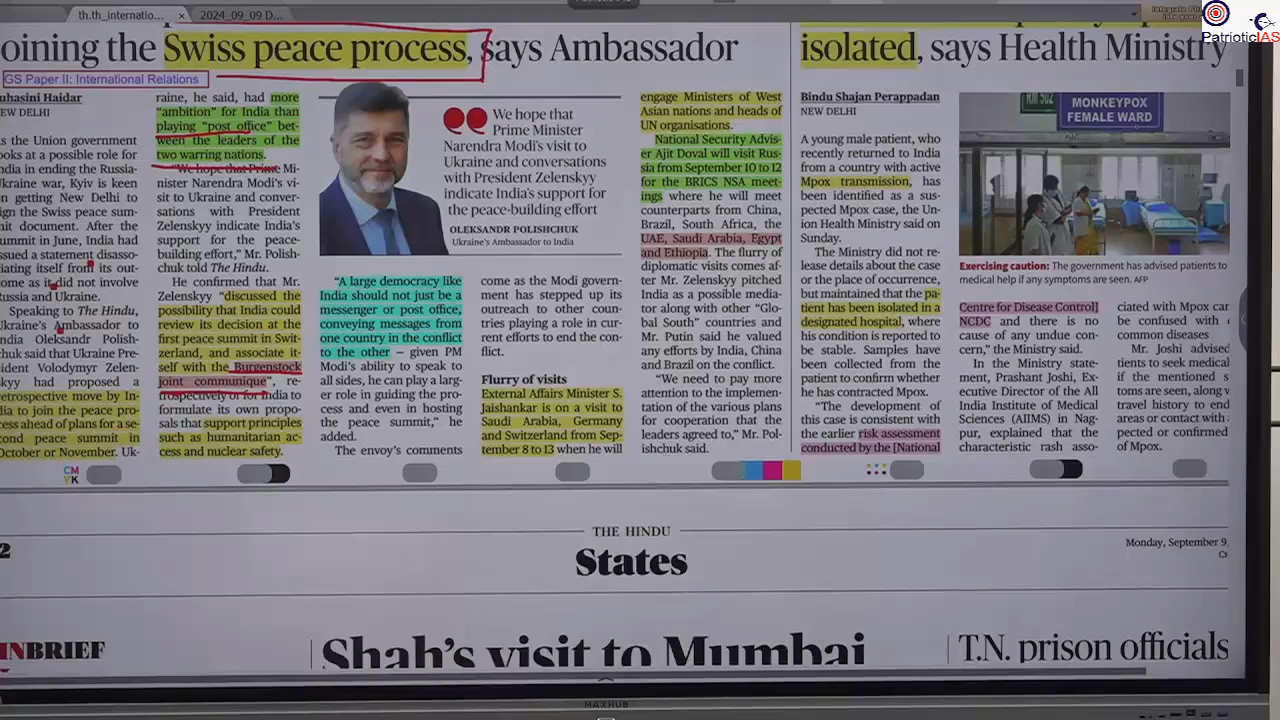 th.th_internatio...
2024_09_09 D...
PatrioticIAS
oining the Swiss peace process, says Ambassador
GS Paper II: International Relations
uhasini Haidar
NEW DELHI
s the Union government
ooks at a possible role for
ndia in ending the Russia-
Ukraine war, Kyiv is keen
on getting New Delhi to
ign the Swiss peace sum-
mit document. After the
ummit in June, India had
ssued a statement disasso-
iating itself from its out-
come as it did not involve
Russia and Ukraine.
Speaking to The Hindu,
Ukraine's Ambassador to
India Oleksandr Polish-
chuk said that Ukraine Pre-
ident Volodymyr Zelen-
kyy had proposed a
retrospective move by In-
dia to join the peace pro-
cess ahead of plans for a se-
cond peace summit in
October or November. Uk-
raine, he said, had more
"ambition" for India than
playing "post office" bet-
ween the leaders of the
two warring nations.
"We hope that Prime Mi-
nister Narendra Modi's vi-
sit to Ukraine and conver-
sations with President
Zelenskyy indicate India's
support for the peace-
building effort," Mr. Polish-
chuk told The Hindu.
He confirmed that Mr.
Zelenskyy "discussed the
possibility that India could
review its decision at the
first peace summit in Swit-
zerland, and associate it-
self with the Burgenstock
joint communique", re-
trospectively or for India to
formulate its own propo-
sals that support principles
such as humanitarian ac-
cess and nuclear safety.
We hope that
Prime Minister
Narendra Modi's visit to
Ukraine and conversations
with President Zelenskyy
indicate India's support for
the peace-building effort
OLEKSANDR POLISHCHUK
Ukraine's Ambassador to India
"A large democracy like
India should not just be a
messenger or post office,
conveying messages from
one country in the conflict
to the other – given PM
Modi's ability to speak to
all sides, he can play a larg-
er role in guiding the pro-
cess and even in hosting
the peace summit," he
added.
The envoy's comments
come as the Modi govern-
ment has stepped up its
outreach to other coun-
tries playing a role in cur-
rent efforts to end the con-
flict.
Flurry of visits
External Affairs Minister S.
Jaishankar is on a visit to
Saudi Arabia, Germany
and Switzerland from Sep-
tember 8 to 13 when he will
engage Ministers of West
Asian nations and heads of
UN organisations.
National Security Advis-
er Ajit Doval will visit Rus-
sia from September 10 to 12
for the BRICS NSA meet-
ings where he will meet
counterparts from China,
Brazil, South Africa, the
UAE, Saudi Arabia, Egypt
and Ethiopia. The flurry of
diplomatic visits comes af-
ter Mr. Zelenskyy pitched
India as a possible media-
tor along with other "Glo-
bal South" countries and
Mr. Putin said he valued
any efforts by India, China
and Brazil on the conflict.
"We need to pay more
attention to the implemen-
tation of the various plans
for cooperation that the
leaders agreed to," Mr. Pol-
ishchuk said.
isolated, says Health Ministry
Bindu Shajan Perappadan
NEW DELHI
A young male patient, who
recently returned to India
from a country with active
Mpox transmission, has
been identified as a sus-
pected Mpox case, the Un-
ion Health Ministry said on
Sunday.
The Ministry did not re-
lease details about the case
or the place of occurrence,
but maintained that the pa-
tient has been isolated in a
designated hospital, where
his condition is reported to
be stable. Samples have
been collected from the
patient to confirm whether
he has contracted Mpox.
"The development of
this case is consistent with
the earlier risk assessment
conducted by the [National
MONKEYPOX
FEMALE WARD
Exercising caution: The government has advised patients to
medical help if any symptoms are seen. AFP
Centre for Disease Control]
NCDC and there is no
cause of any undue con-
cern," the Ministry said.
In the Ministry state-
ment, Prashant Joshi, Ex-
ecutive Director of the All
India Institute of Medical
Sciences (AIIMS) in Nag-
pur, explained that the
characteristic rash asso-
ciated with Mpox can
be confused with
common diseases
Mr. Joshi advised
tients to seek medical
if the mentioned s
toms are seen, along v
travel history to end
areas or contact with
pected or confirmed
of Mpox.
CM
YK
2
THE HINDU
States
Monday, September 9,
INBRIEF
Shah's visit to Mumbai
T.N. prison officials
MAXHUB